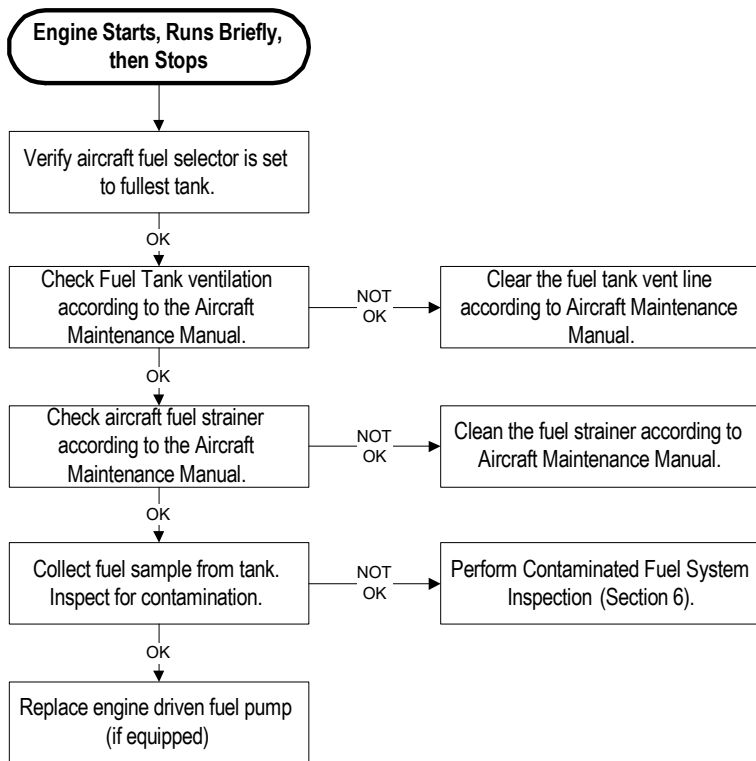 Engine Starts, Runs Briefly,
then Stops
Verify aircraft fuel selector is set
to fullest tank.
OK
Check Fuel Tank ventilation
according to the Aircraft
Maintenance Manual.
NOT
OK
Clear the fuel tank vent line
according to Aircraft Maintenance
Manual.
OK
Check aircraft fuel strainer
according to the Aircraft
Maintenance Manual.
NOT
OK
Clean the fuel strainer according to
Aircraft Maintenance Manual.
OK
Collect fuel sample from tank.
Inspect for contamination.
NOT
OK
Perform Contaminated Fuel System
Inspection (Section 6).
OK
Replace engine driven fuel pump
(if equipped)